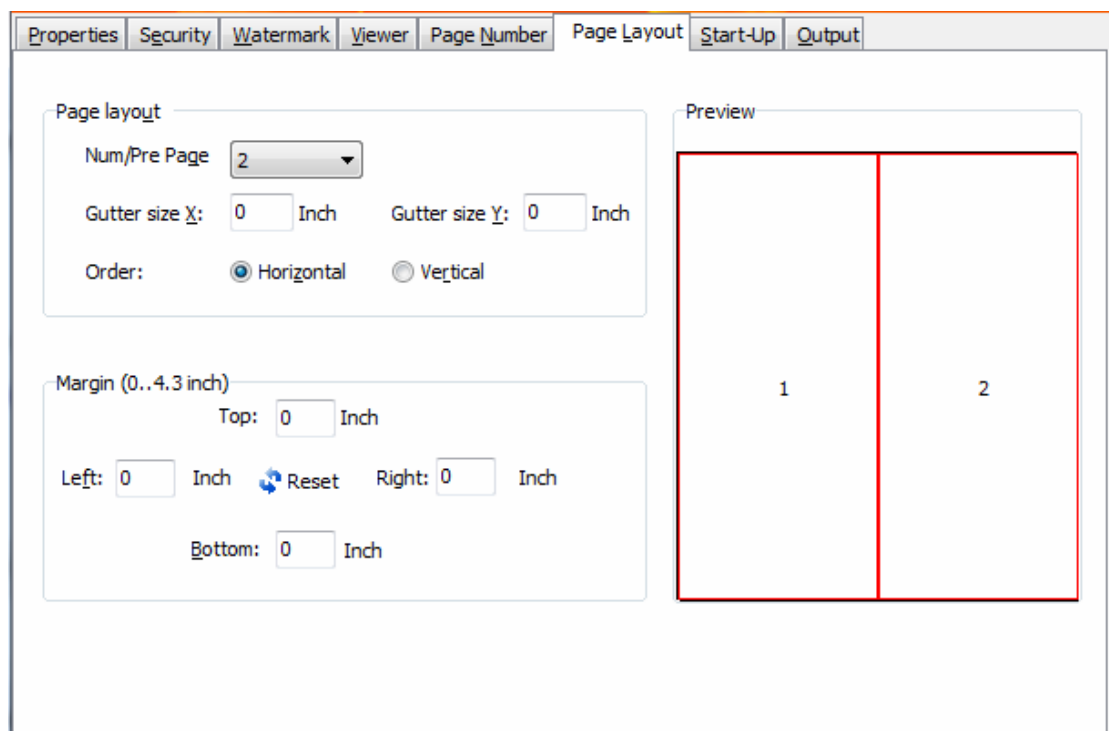 Properties Security Watermark Viewer Page Number Page Layout Start-Up Output
Page layout
Num/Pre Page 2
Gutter size X: 0 Inch Gutter size Y: 0 Inch
Order: Horizontal Vertical
Margin (0..4.3 inch)
Top: 0 Inch
Left: 0 Inch Reset Right: 0 Inch
Bottom: 0 Inch
Preview
1 2